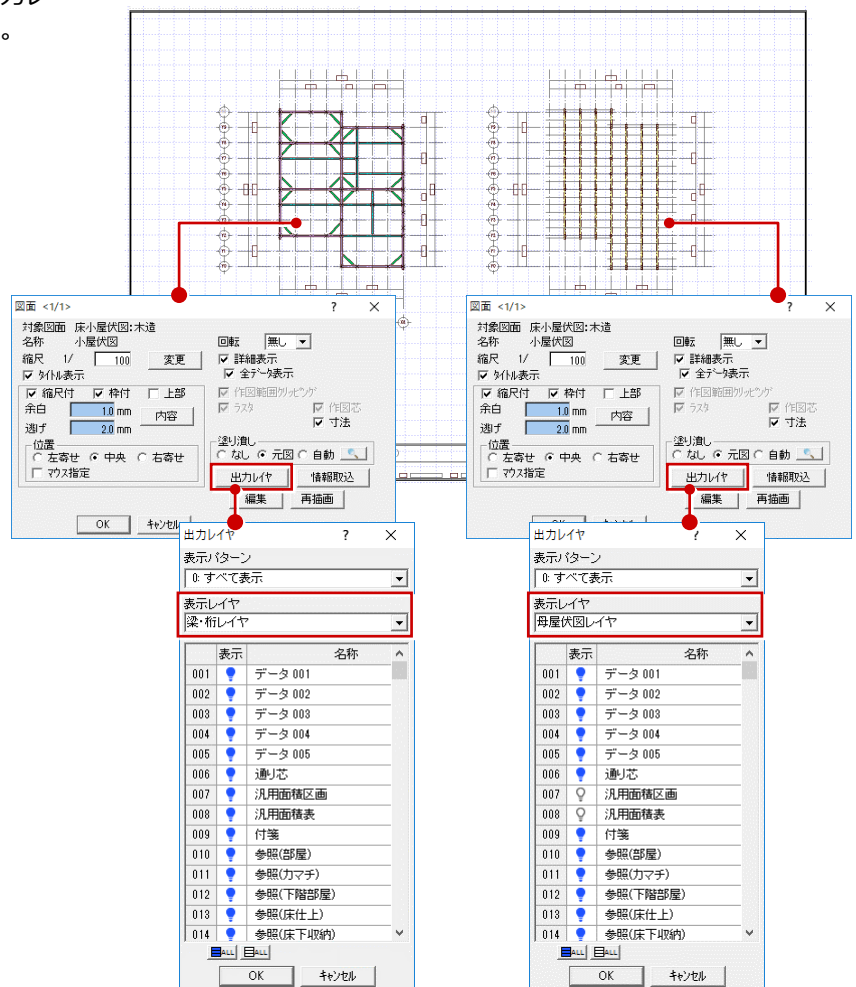 力レ
。
図面 <1/1> ? ×
対象図面 床小屋伏図:木造
名称 小屋伏図
回転 無し
縮尺 1/ 100 変更
詳細表示
タイトル表示
全データ表示
縮尺付 枠付 上部
作図範囲クリッピング
余白 1.0 mm 内容
ラスタ 作図芯
逃げ 2.0 mm
寸法
位置
塗り潰し
左寄せ 中央 右寄せ
なし 元図 自動
マウス指定
出力レイヤ 情報取込
編集 再描画
OK キャンセル
図面 <1/1> ? ×
対象図面 床小屋伏図:木造
名称 小屋伏図
回転 無し
縮尺 1/ 100 変更
詳細表示
タイトル表示
全データ表示
縮尺付 枠付 上部
作図範囲クリッピング
余白 1.0 mm 内容
ラスタ 作図芯
逃げ 2.0 mm
寸法
位置
塗り潰し
左寄せ 中央 右寄せ
なし 元図 自動
マウス指定
出力レイヤ 情報取込
編集 再描画
出力レイヤ ? ×
表示パターン
0: すべて表示
表示レイヤ
梁・桁レイヤ
表示 名称
001 データ 001
002 データ 002
003 データ 003
004 データ 004
005 データ 005
006 通り芯
007 汎用面積区画
008 汎用面積表
009 付箋
010 参照(部屋)
011 参照(カマチ)
012 参照(下階部屋)
013 参照(床仕上)
014 参照(床下収納)
ALL ALL
OK キャンセル
出力レイヤ ? ×
表示パターン
0: すべて表示
表示レイヤ
母屋伏図レイヤ
表示 名称
001 データ 001
002 データ 002
003 データ 003
004 データ 004
005 データ 005
006 通り芯
007 汎用面積区画
008 汎用面積表
009 付箋
010 参照(部屋)
011 参照(カマチ)
012 参照(下階部屋)
013 参照(床仕上)
014 参照(床下収納)
ALL ALL
OK キャンセル